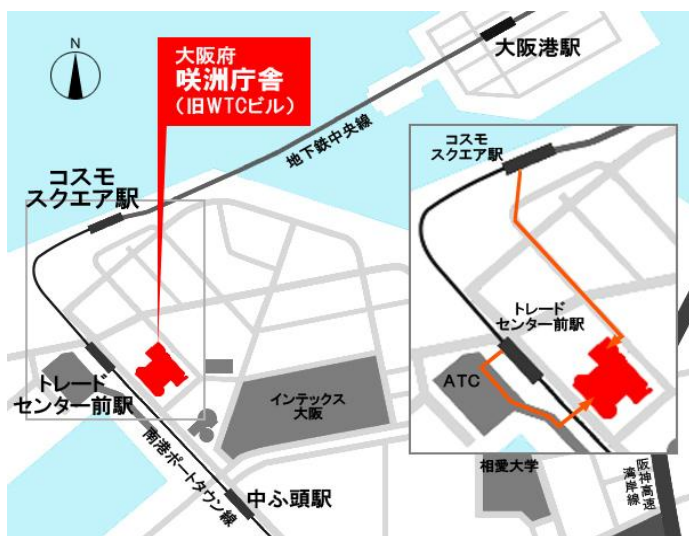 N
大阪府
咲洲庁舎
（旧WTCビル）
大阪港駅
地下鉄中央線
コスモ
スクエア駅
トレード
センター前駅
インテックス
大阪
南港ポートタウン線
中ふ頭駅
コスモ
スクエア駅
トレード
センター前駅
ATC
相愛大学
阪神高速
湾岸線